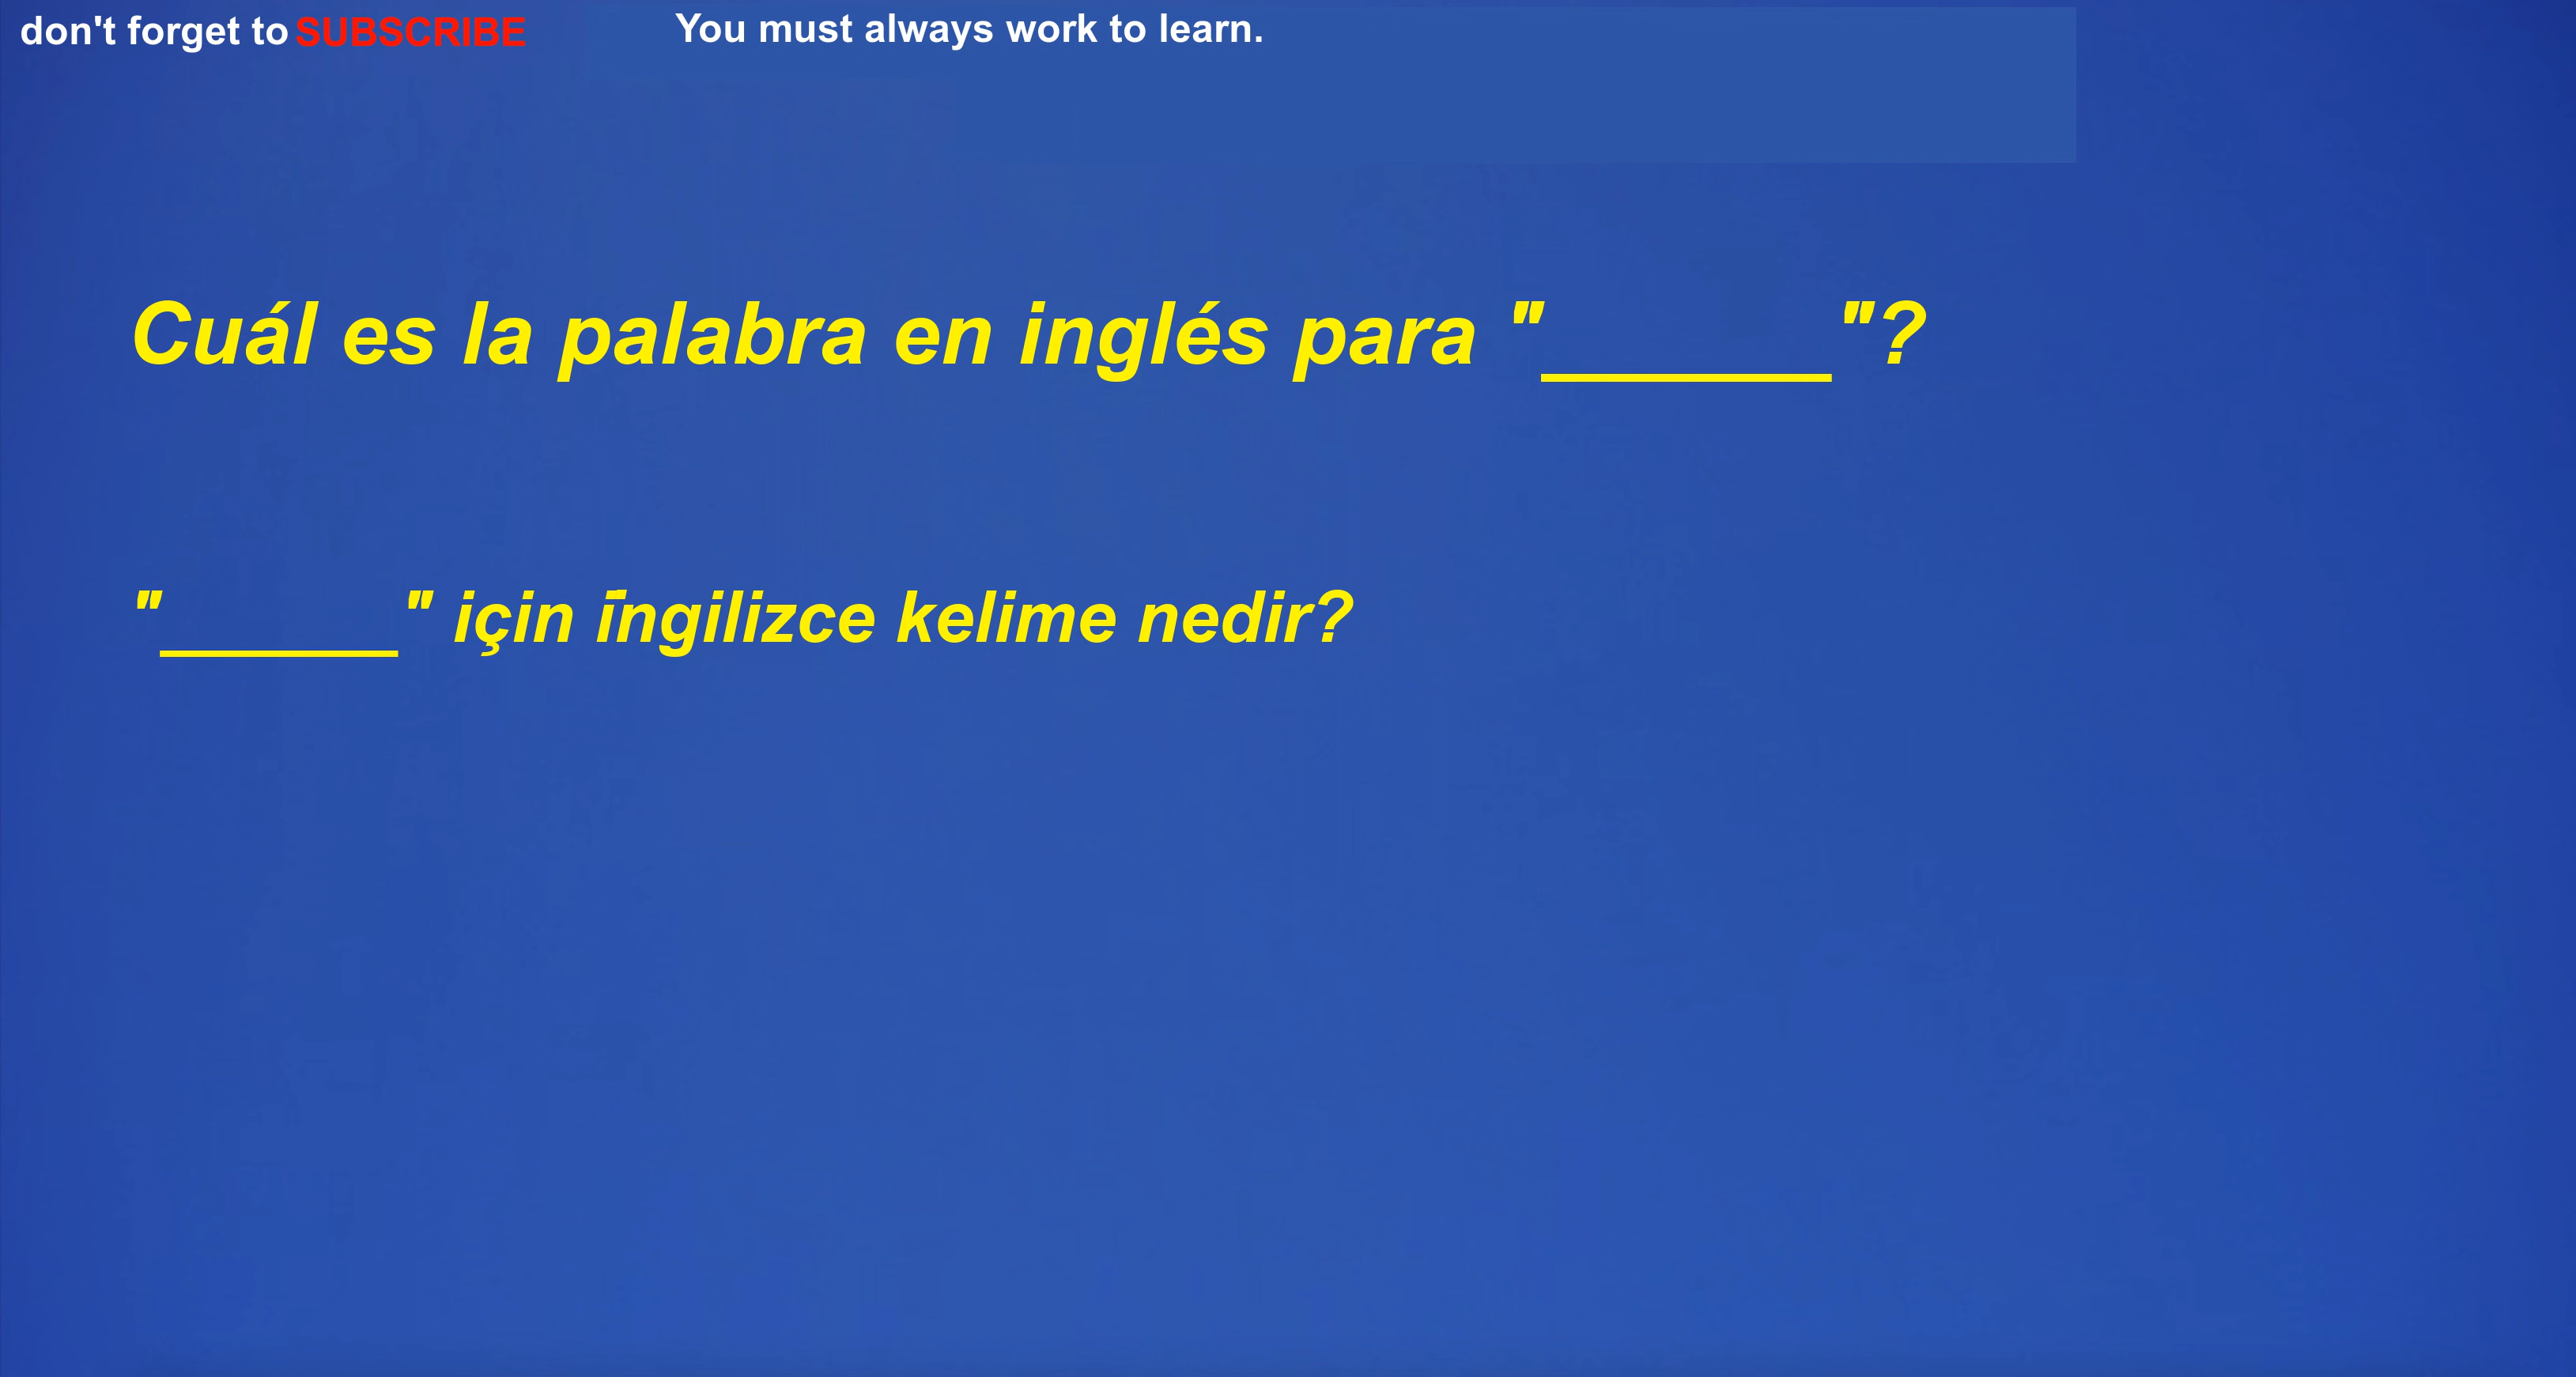 don't forget to SUBSCRIBE
You must always work to learn.
Cuál es la palabra en inglés para "______"?
"______" için i̇ngilizce kelime nedir?